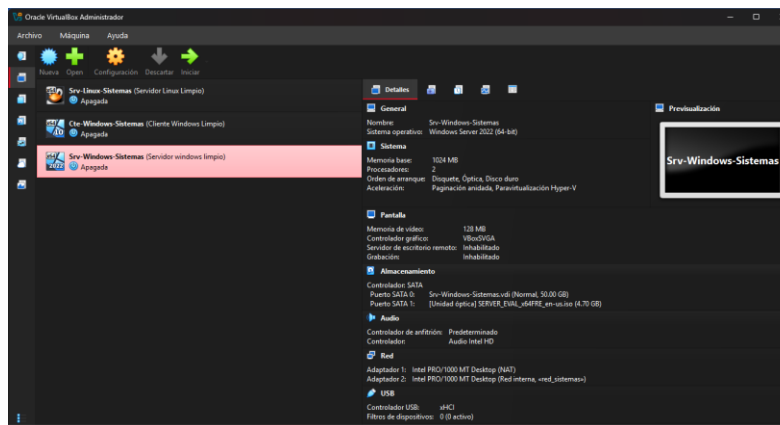 Oracle VirtualBox Administrador
Archivo Máquina Ayuda
Nueva Open Configuración Descartar Iniciar
Srv-Linux-Sistemas (Servidor Linux Limpio)
Apagada
Cte-Windows-Sistemas (Cliente Windows Limpio)
Apagada
Srv-Windows-Sistemas (Servidor windows limpio)
Apagada
2022
Detalles
General
Nombre: Srv-Windows-Sistemas
Sistema operativo: Windows Server 2022 (64-bit)
Sistema
Memoria base: 1024 MB
Procesadores: 2
Orden de arranque: Disquete, Óptica, Disco duro
Aceleración: Paginación anidada, Paravirtualización Hyper-V
Pantalla
Memoria de vídeo: 128 MB
Controlador gráfico: VBoxSVGA
Servidor de escritorio remoto: Inhabilitado
Grabación: Inhabilitado
Almacenamiento
Controlador: SATA
Puerto SATA 0: Srv-Windows-Sistemas.vdi (Normal, 50.00 GB)
Puerto SATA 1: [Unidad óptica] SERVER_EVAL_x64FRE_en-us.iso (4.70 GB)
Audio
Controlador de anfitrión: Predeterminado
Controlador: Audio Intel HD
Red
Adaptador 1: Intel PRO/1000 MT Desktop (NAT)
Adaptador 2: Intel PRO/1000 MT Desktop (Red interna, «red_sistemas»)
USB
Controlador USB: xHCI
Filtros de dispositivos: 0 (0 activo)
Previsualización
Srv-Windows-Sistemas